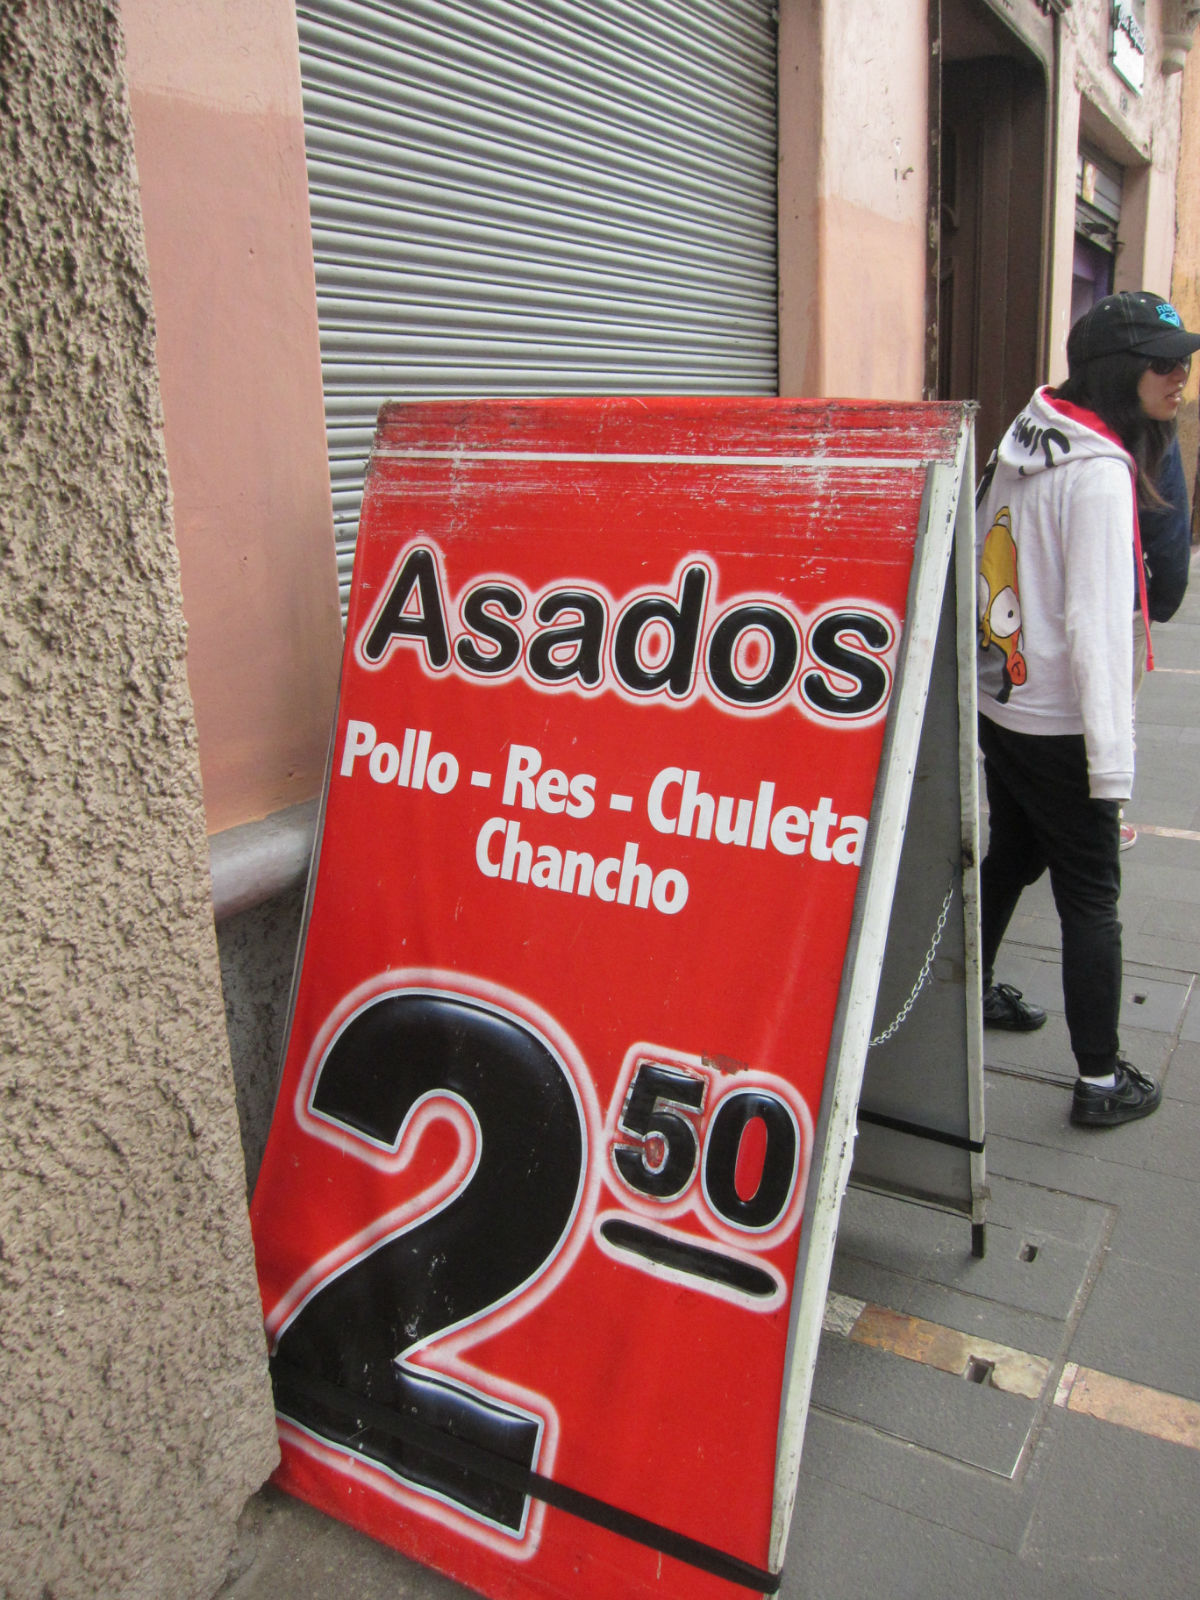 Asados
Pollo - Res - Chuleta
Chancho
2 50